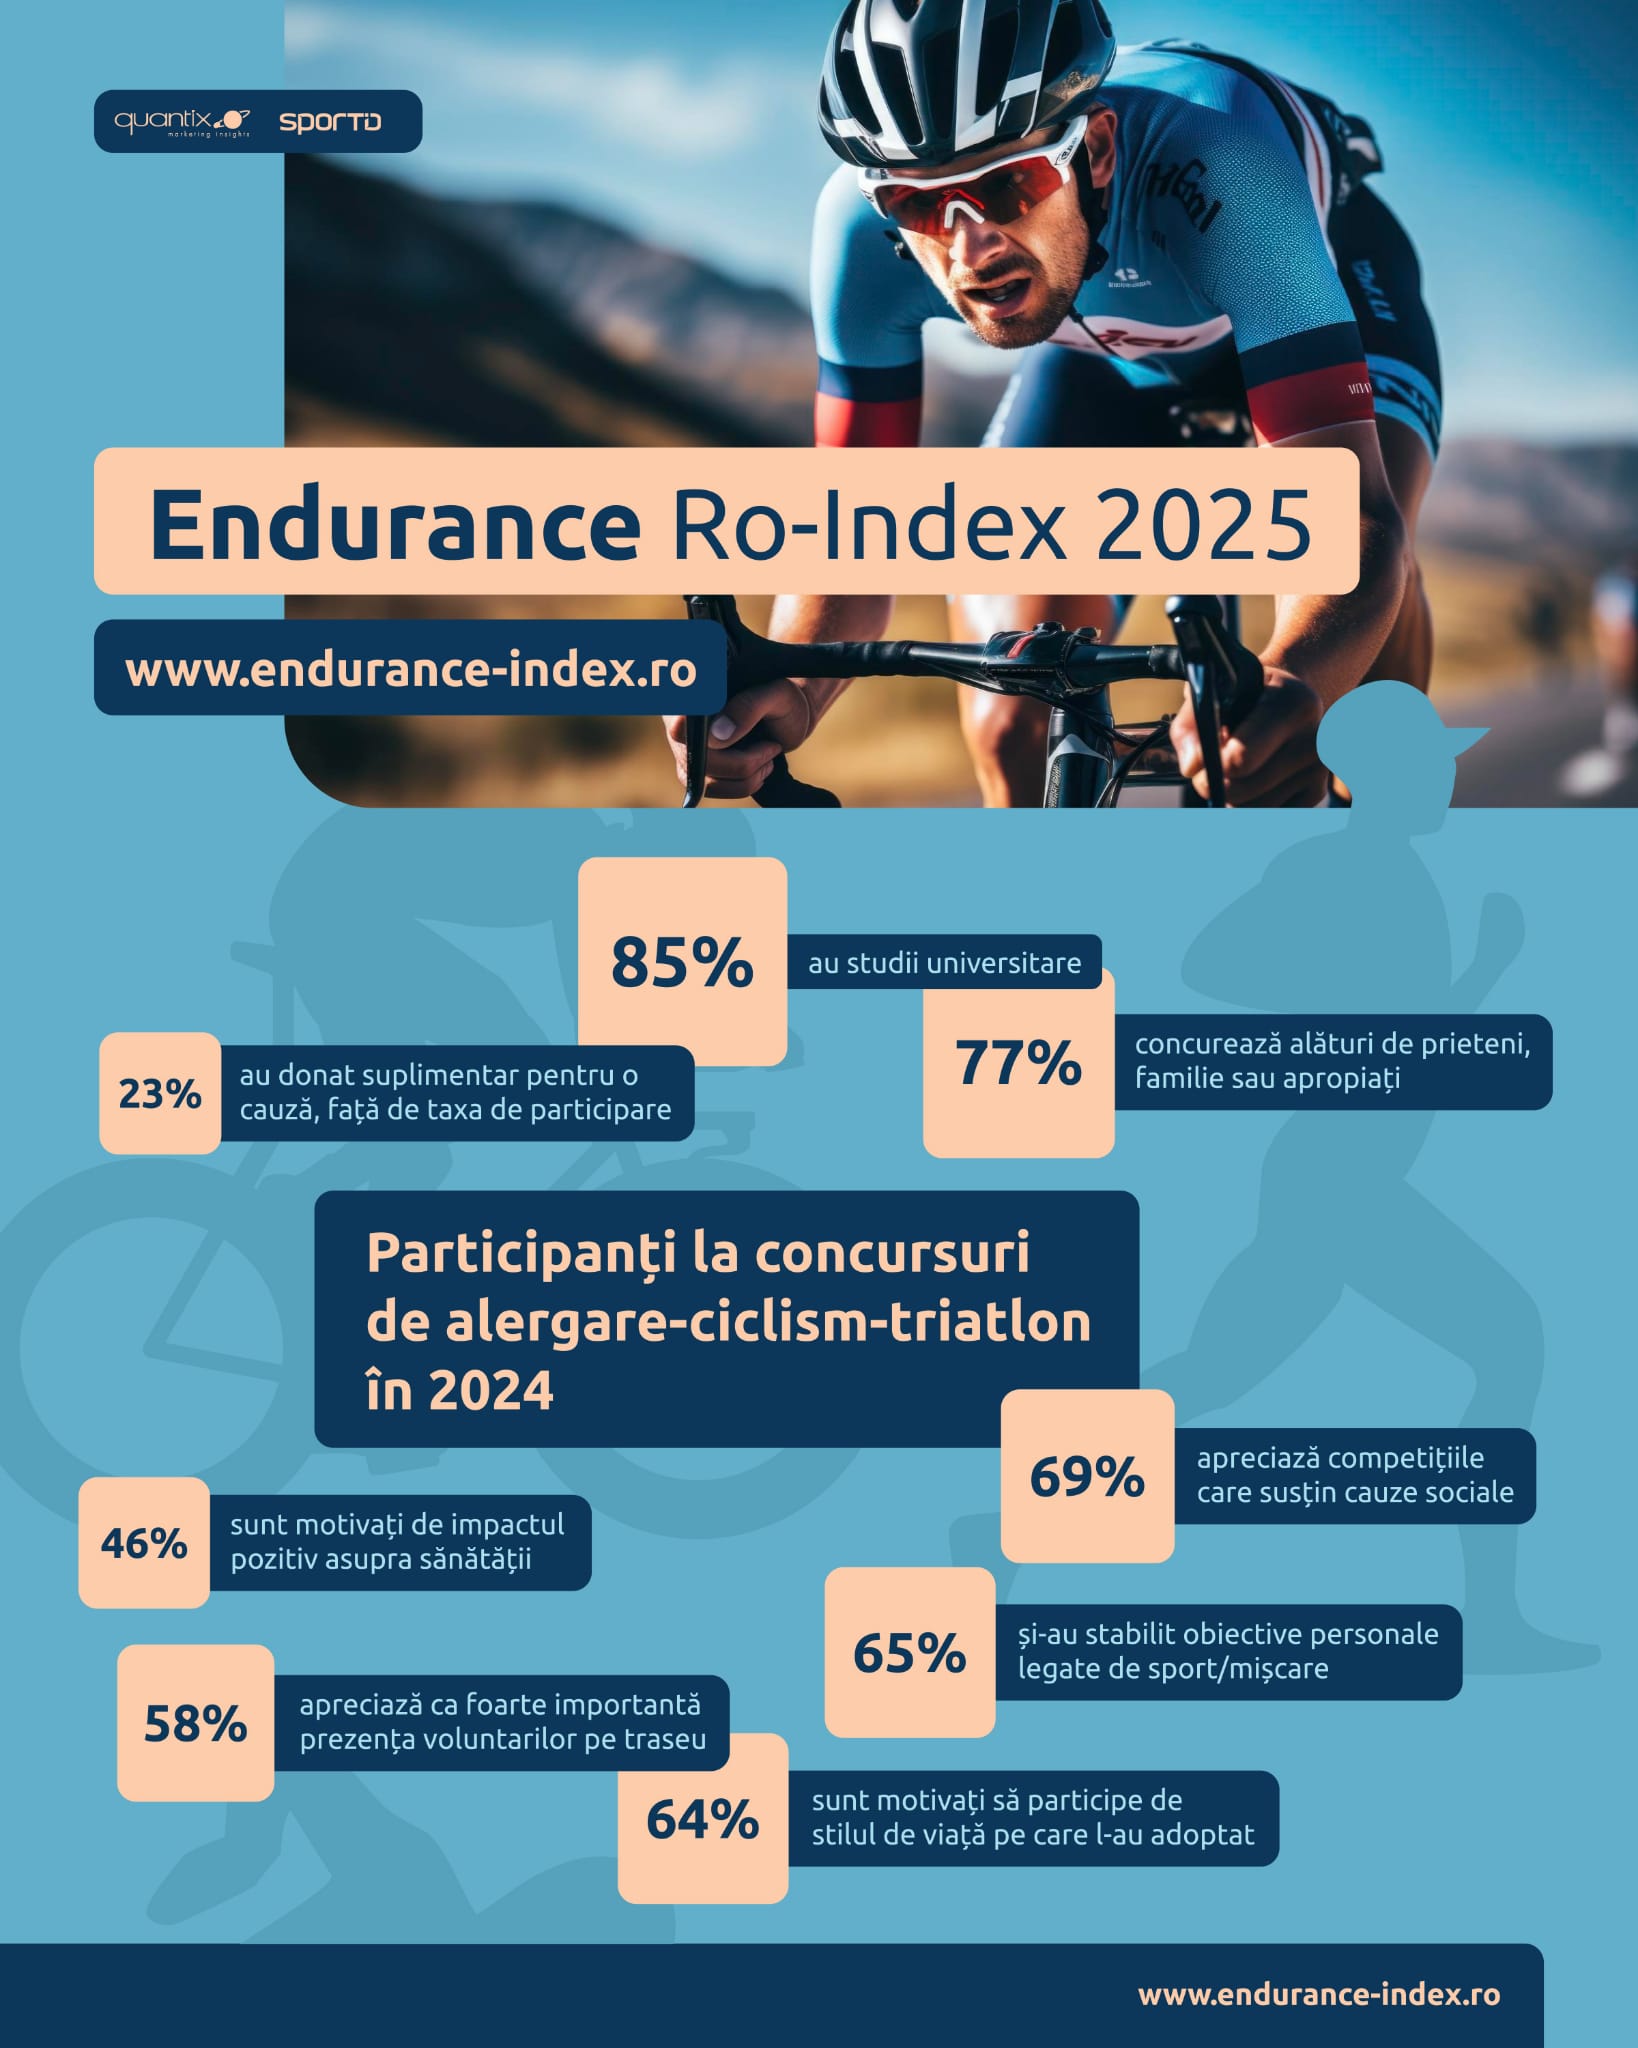 quantix
marketing insights
SPORTID
Endurance Ro-Index 2025
www.endurance-index.ro
85%
au studii universitare
77%
concurează alături de prieteni,
familie sau apropiați
23%
au donat suplimentar pentru o
cauză, față de taxa de participare
Participanți la concursuri
de alergare-ciclism-triatlon
în 2024
69%
apreciază competițiile
care susțin cauze sociale
46%
sunt motivați de impactul
pozitiv asupra sănătății
65%
și-au stabilit obiective personale
legate de sport/mișcare
58%
apreciază ca foarte importantă
prezența voluntarilor pe traseu
64%
sunt motivați să participe de
stilul de viață pe care l-au adoptat
www.endurance-index.ro